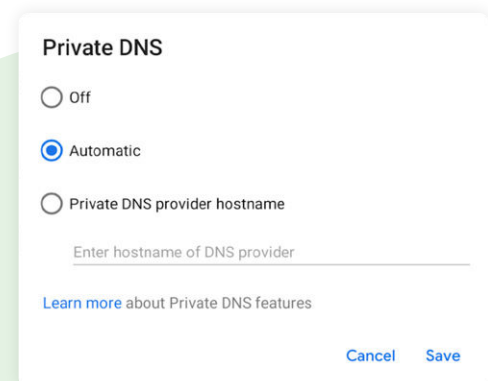 Private DNS
Off
Automatic
Private DNS provider hostname
Enter hostname of DNS provider
Learn more about Private DNS features
Cancel Save